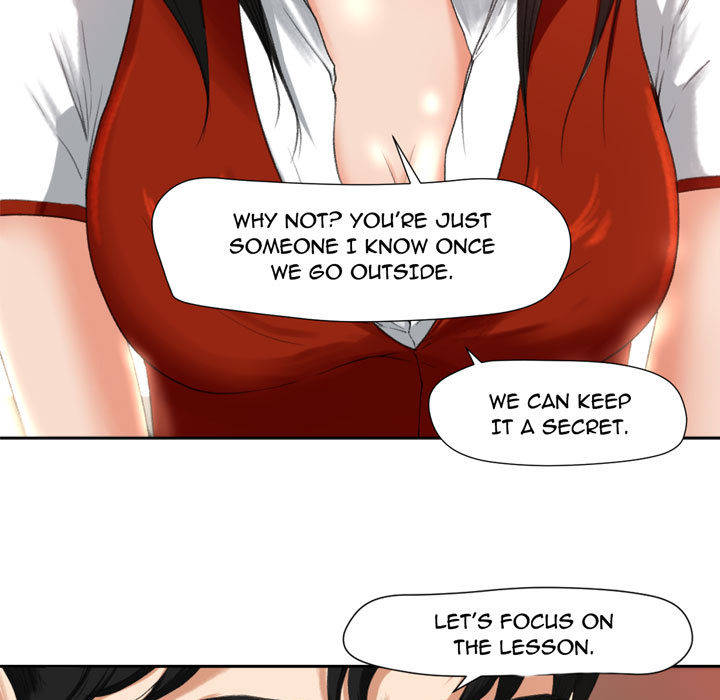 WHY NOT? YOU'RE JUST
SOMEONE I KNOW ONCE
WE GO OUTSIDE.
WE CAN KEEP
IT A SECRET.
LET'S FOCUS ON
THE LESSON.